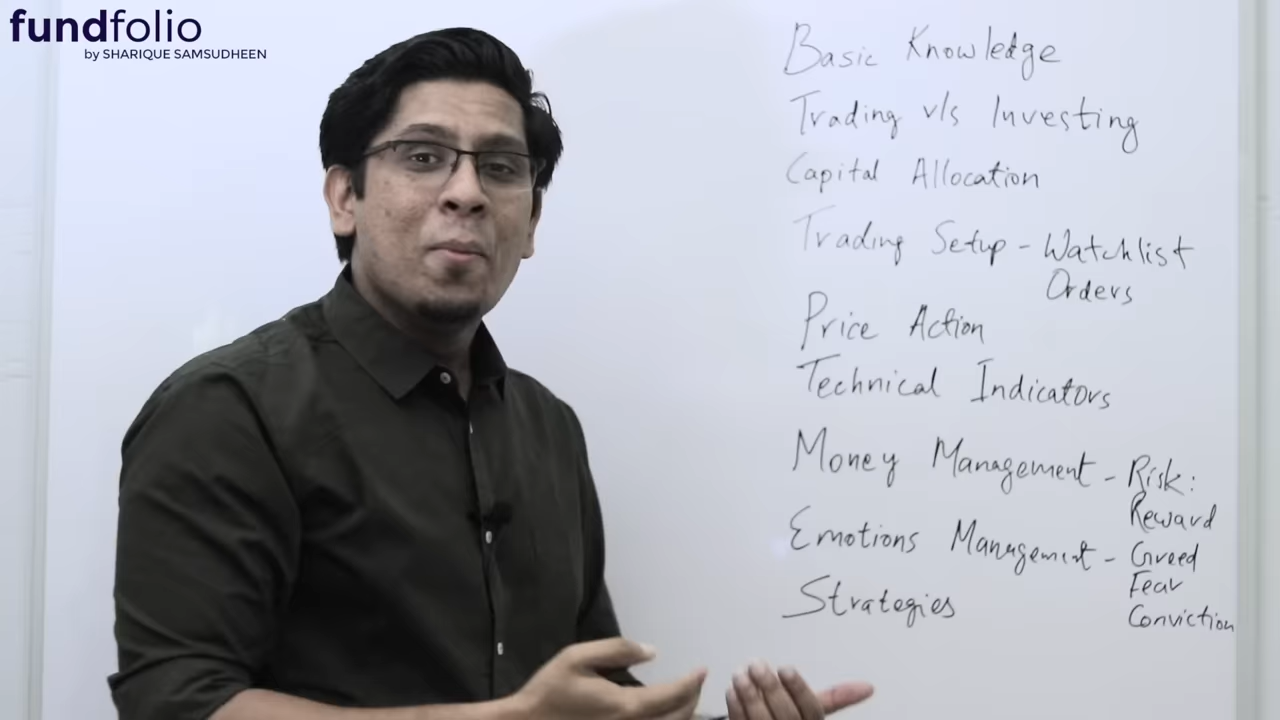 fundfolio
by SHARIQUE SAMSUDHEEN
Basic Knowledge
Trading v/s Investing
Capital Allocation
Trading Setup - Watchlist
Orders
Price Action
Technical Indicators
Money Management - Risk:
Reward
Emotions Management - Greed
Fear
Conviction
Strategies